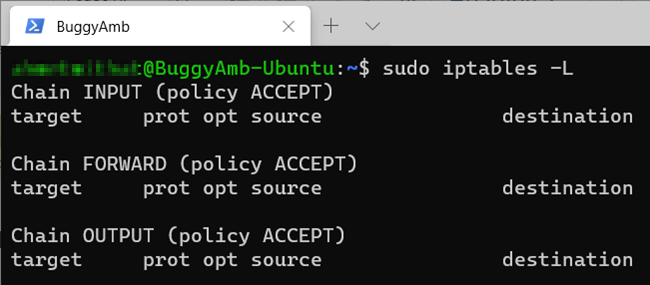 BuggyAmb
@BuggyAmb-Ubuntu:~$ sudo iptables -L
Chain INPUT (policy ACCEPT)
target     prot opt source               destination
Chain FORWARD (policy ACCEPT)
target     prot opt source               destination
Chain OUTPUT (policy ACCEPT)
target     prot opt source               destination